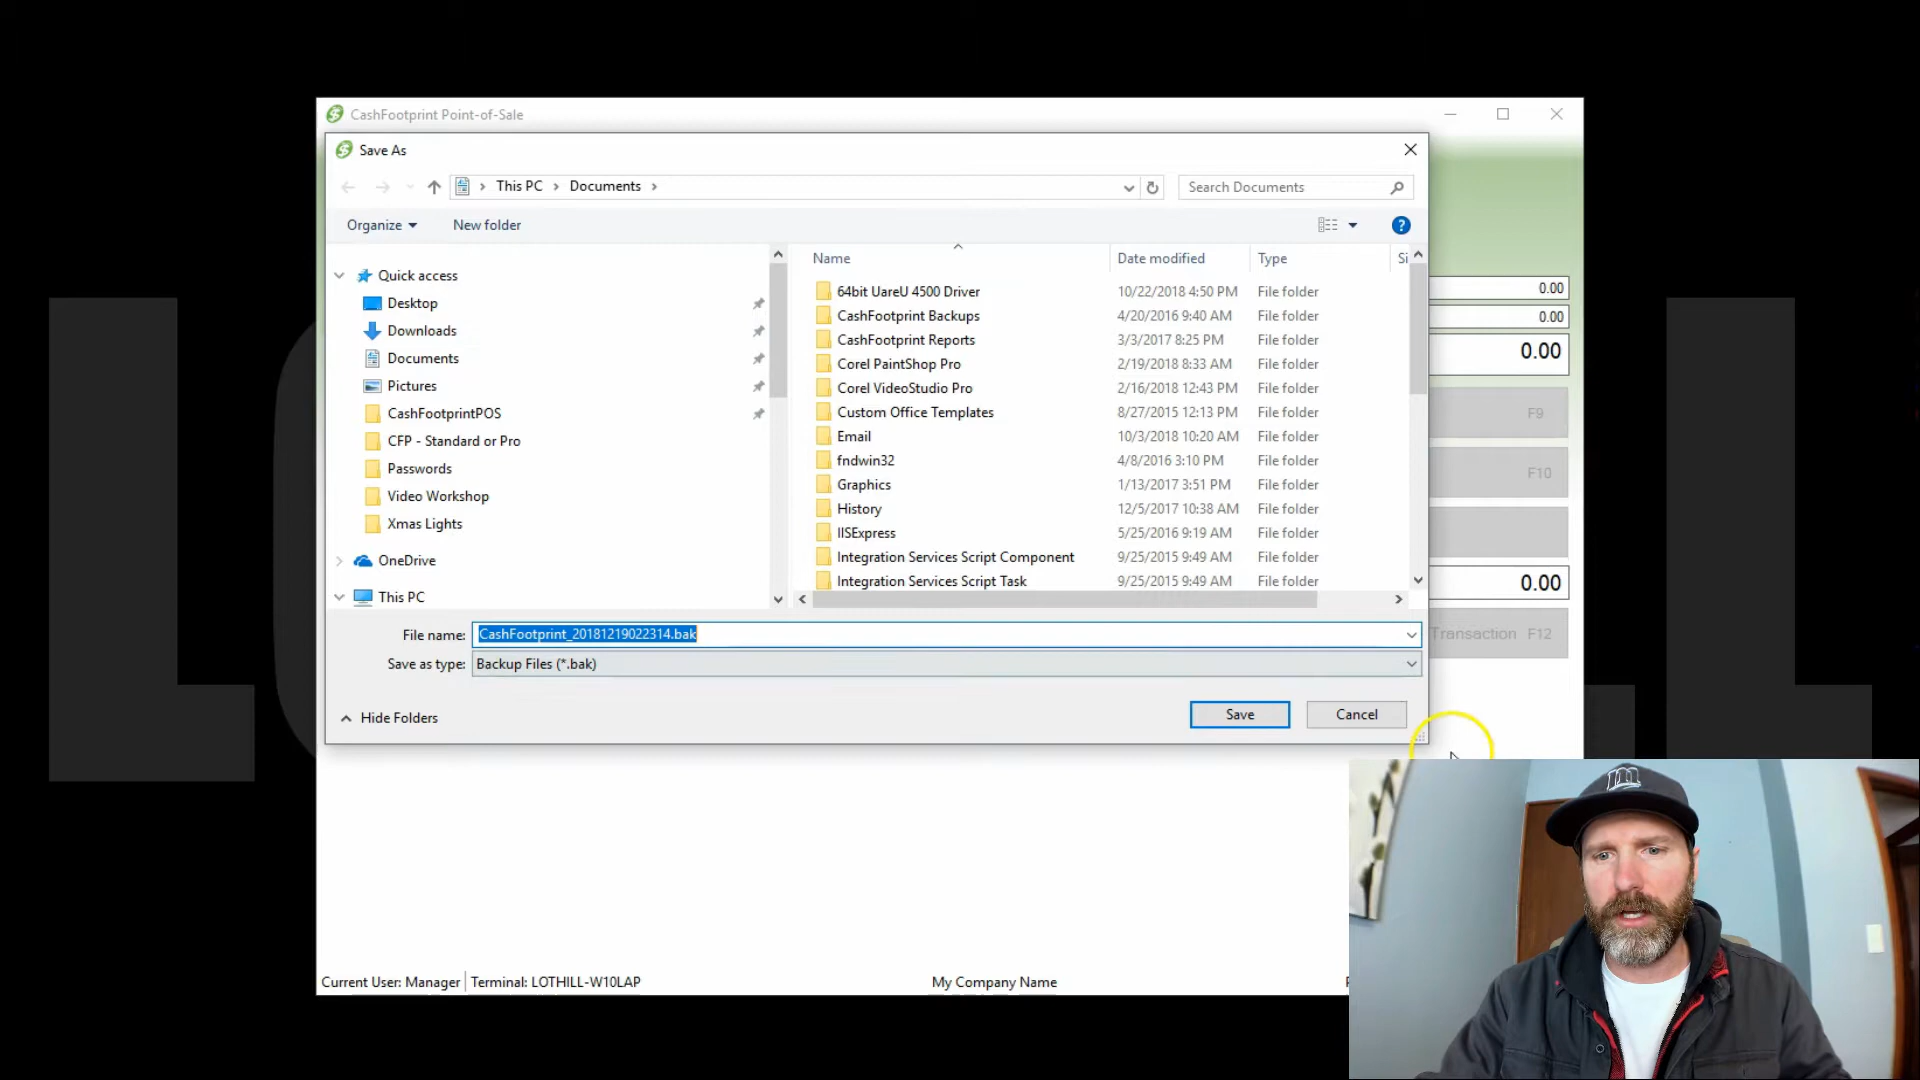 CashFootprint Point-of-Sale
Save As
This PC > Documents >
Search Documents
Organize
New folder
Quick access
Desktop
Downloads
Documents
Pictures
CashFootprintPOS
CFP - Standard or Pro
Passwords
Video Workshop
Xmas Lights
OneDrive
This PC
Name Date modified Type Si
64bit UareU 4500 Driver 10/22/2018 4:50 PM File folder
CashFootprint Backups 4/20/2016 9:40 AM File folder
CashFootprint Reports 3/3/2017 8:25 PM File folder
Corel PaintShop Pro 2/19/2018 8:33 AM File folder
Corel VideoStudio Pro 2/16/2018 12:43 PM File folder
Custom Office Templates 8/27/2015 12:13 PM File folder
Email 10/3/2018 10:20 AM File folder
fndwin32 4/8/2016 3:10 PM File folder
Graphics 1/13/2017 3:51 PM File folder
History 12/5/2017 10:38 AM File folder
IISExpress 5/25/2016 9:19 AM File folder
Integration Services Script Component 9/25/2015 9:49 AM File folder
Integration Services Script Task 9/25/2015 9:49 AM File folder
File name: CashFootprint_20181219022314.bak
Save as type: Backup Files (*.bak)
Hide Folders
Save
Cancel
0.00
0.00
0.00
F9
F10
0.00
Transaction F12
Current User: Manager
Terminal: LOTHILL-W10LAP
My Company Name